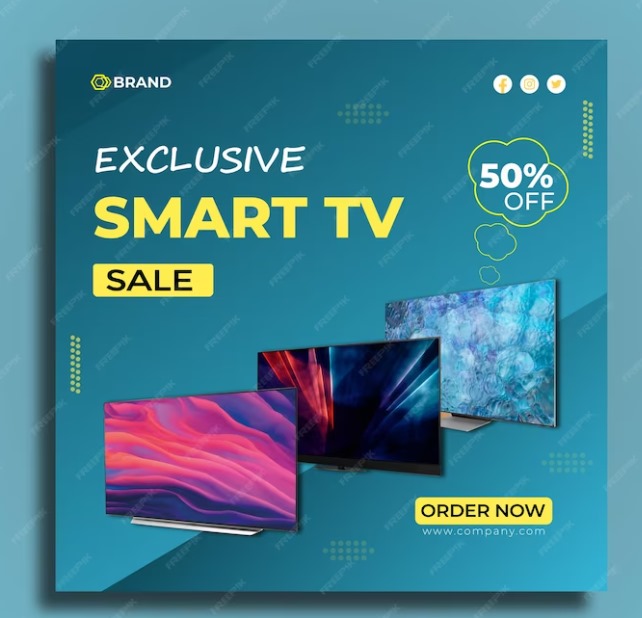 BRAND
EXCLUSIVE
SMART TV
SALE
50%
OFF
ORDER NOW
www.company.com